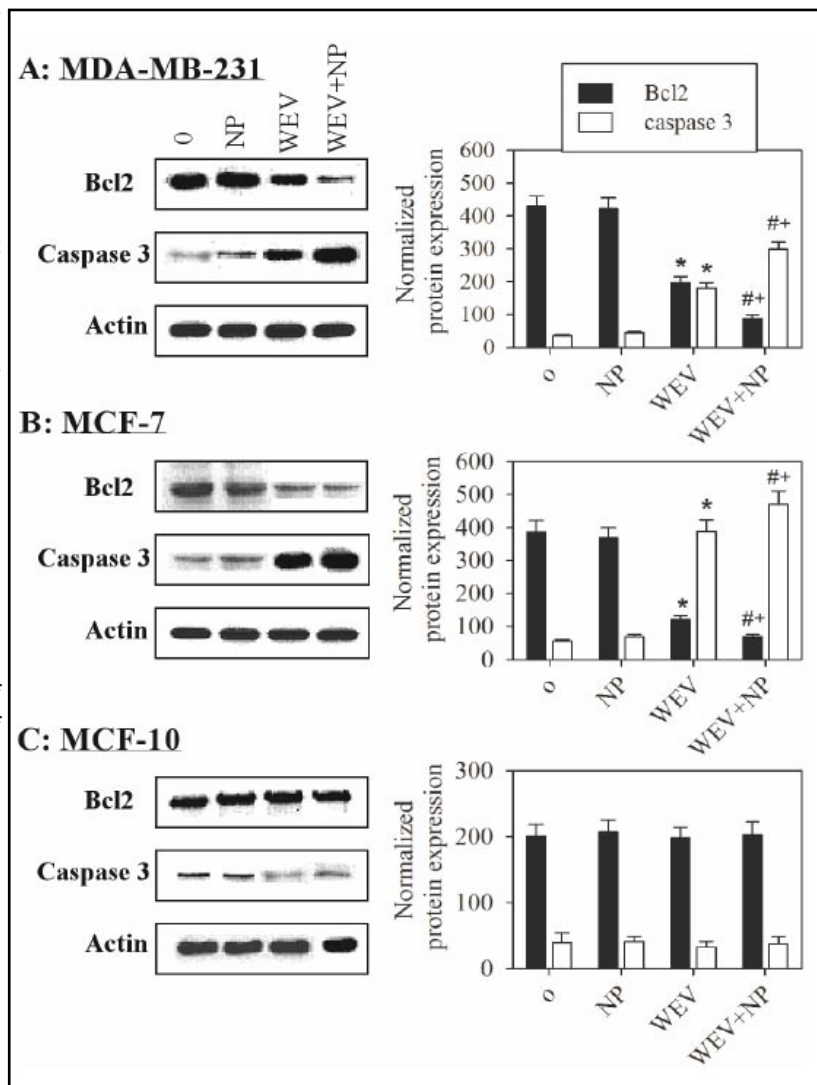 A: MDA-MB-231
0
NP
WEV
WEV+NP
Bcl2
Caspase 3
Actin
Bcl2
caspase 3
Normalized
protein expression
600
500
400
300
200
100
0
* * #+ #+
o
NP
WEV
WEV+NP
B: MCF-7
Bcl2
Caspase 3
Actin
Normalized
protein expression
600
500
400
300
200
100
0
* * #+ #+
o
NP
WEV
WEV+NP
C: MCF-10
Bcl2
Caspase 3
Actin
Normalized
protein expression
300
200
100
0
o
NP
WEV
WEV+NP